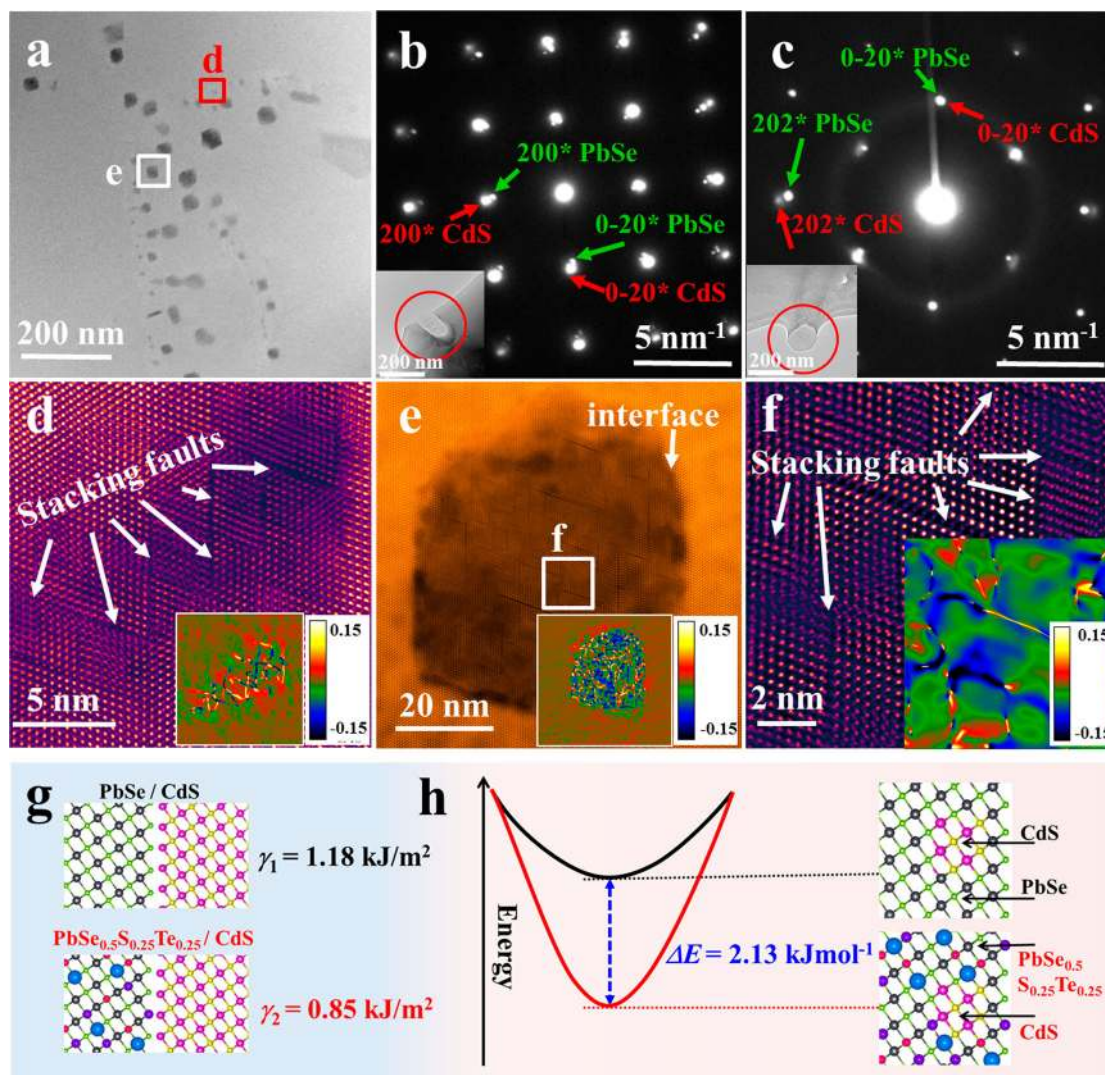 a
d
e
200 nm
b
200* PbSe
200* CdS
0-20* PbSe
0-20* CdS
200 nm
5 nm-1
c
0-20* PbSe
202* PbSe
0-20* CdS
202* CdS
200 nm
5 nm-1
d
Stacking faults
5 nm
0.15
-0.15
e
interface
f
20 nm
0.15
-0.15
f
Stacking faults
2 nm
0.15
-0.15
g
PbSe / CdS
γ1 = 1.18 kJ/m2
PbSe0.5S0.25Te0.25 / CdS
γ2 = 0.85 kJ/m2
h
Energy
ΔE = 2.13 kJmol-1
CdS
PbSe
PbSe0.5
S0.25Te0.25
CdS